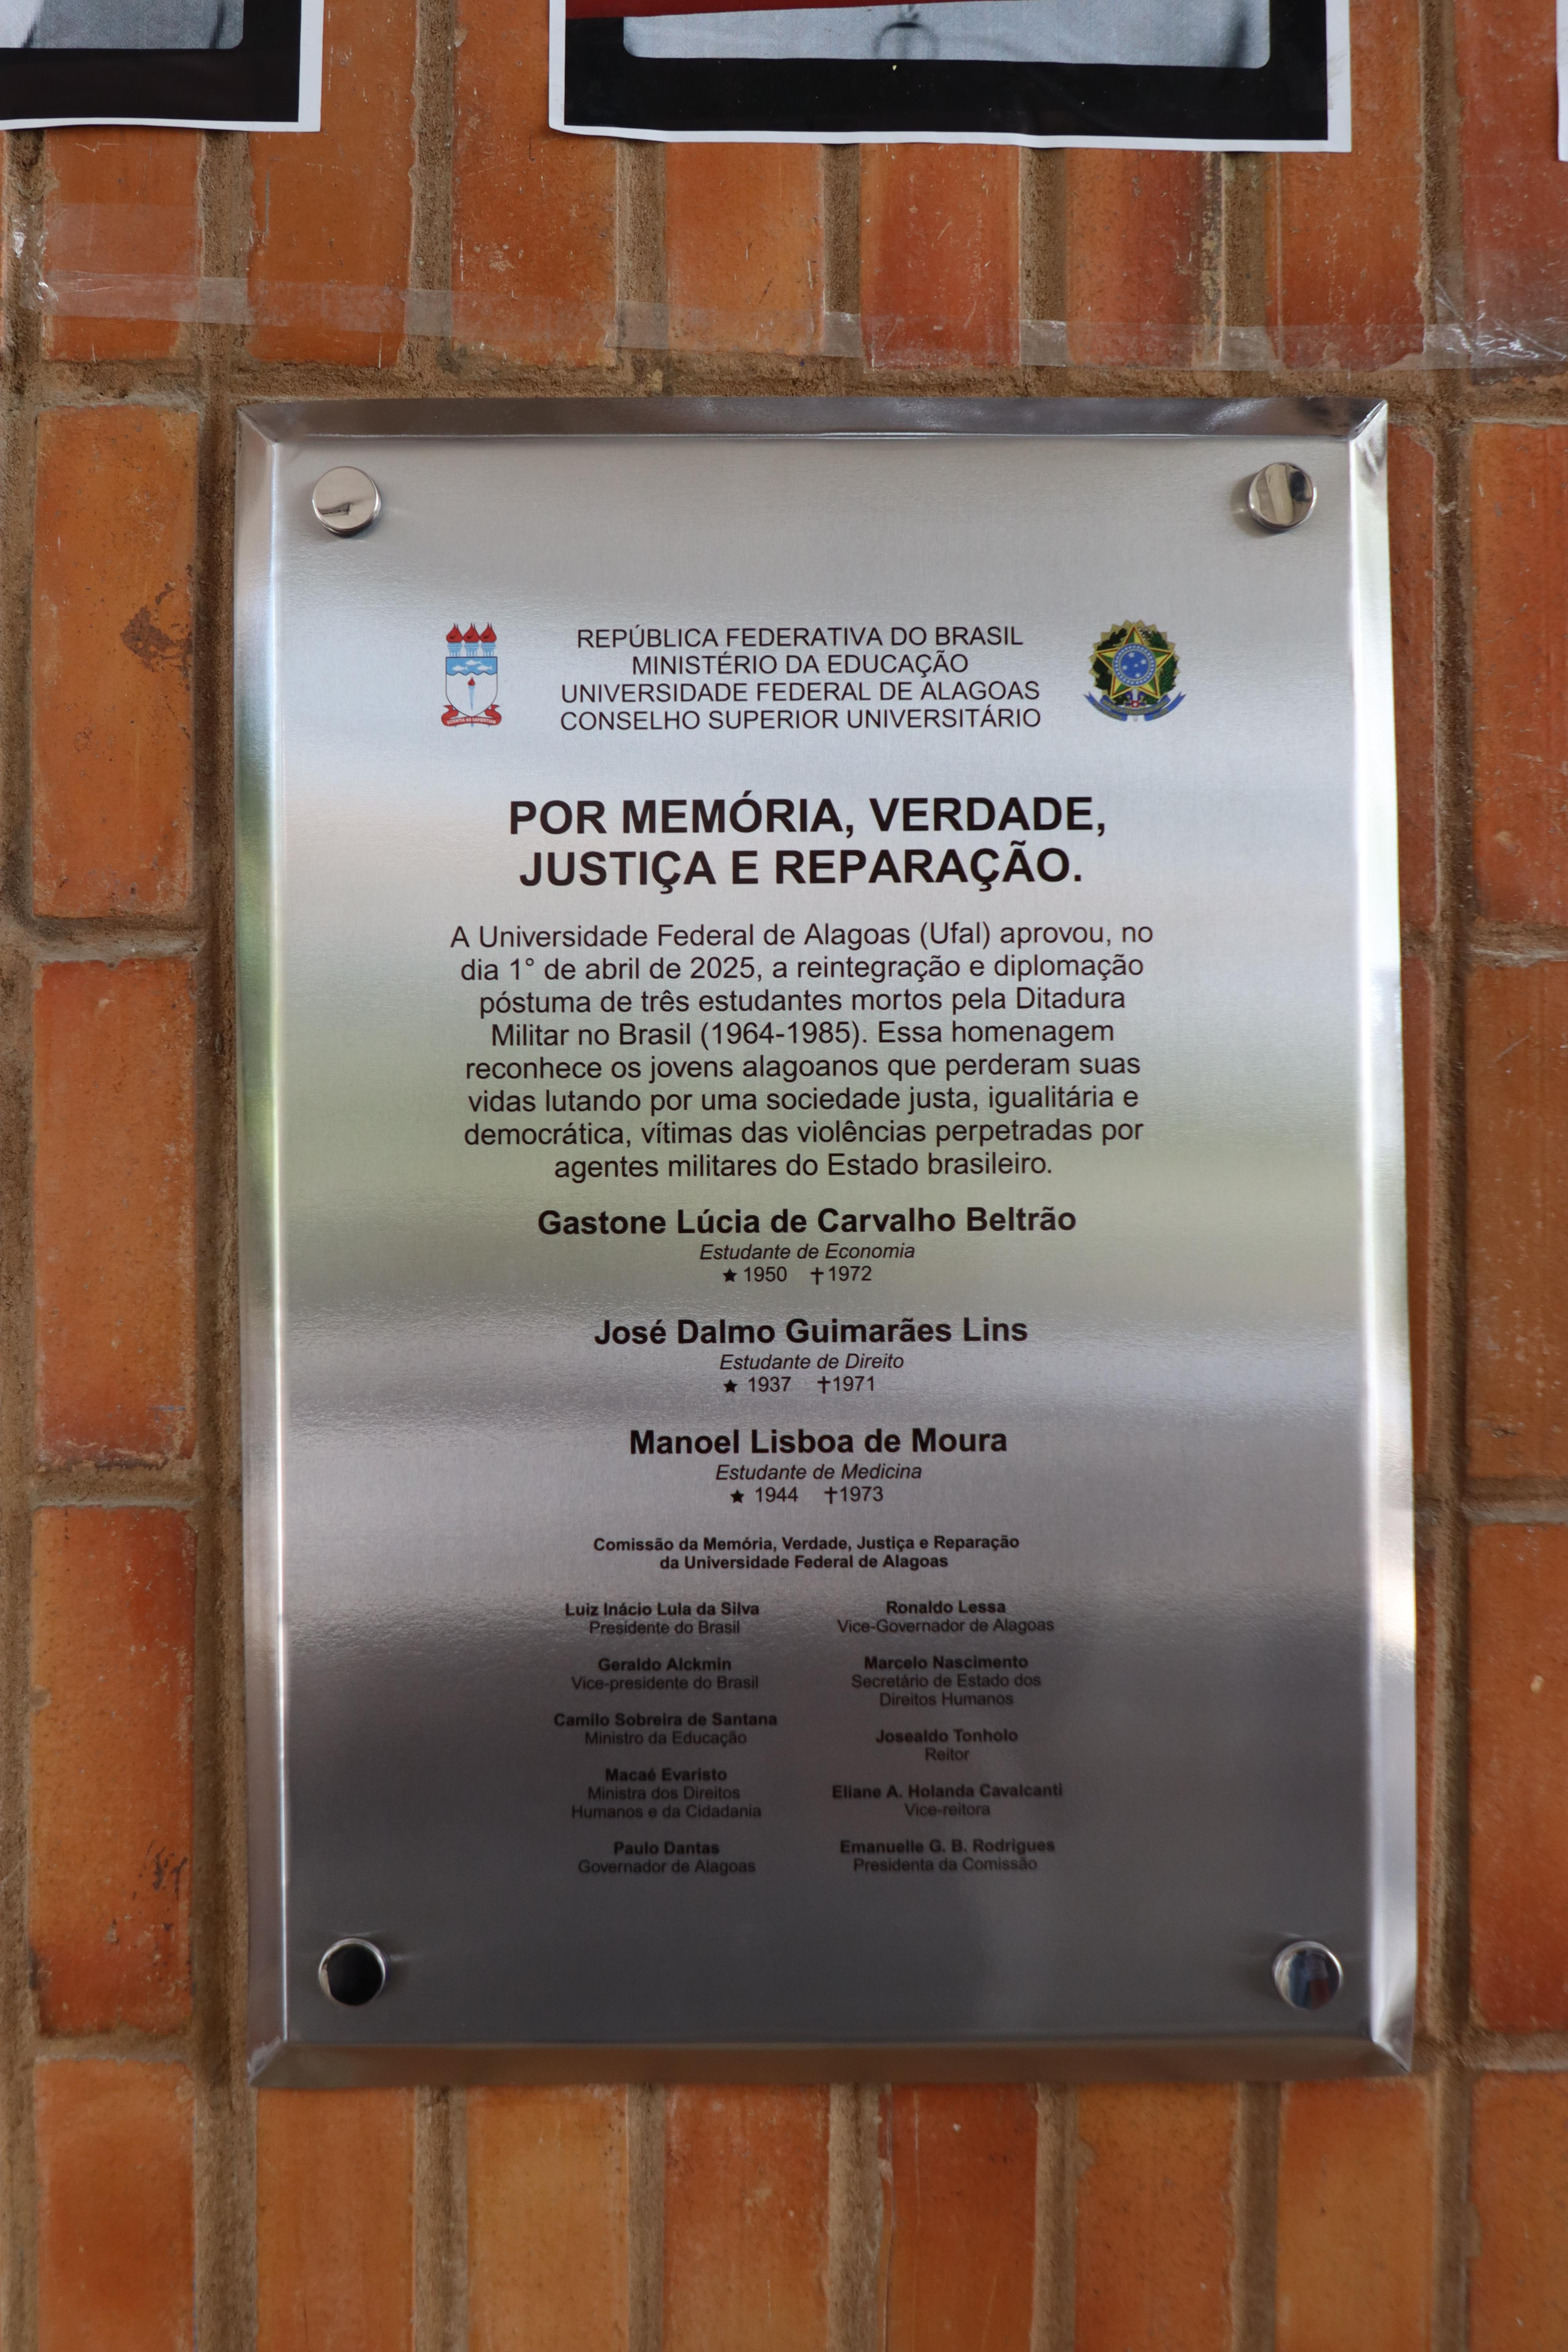 REPÚBLICA FEDERATIVA DO BRASIL
MINISTÉRIO DA EDUCAÇÃO
UNIVERSIDADE FEDERAL DE ALAGOAS
CONSELHO SUPERIOR UNIVERSITÁRIO
POR MEMÓRIA, VERDADE,
JUSTIÇA E REPARAÇÃO.
A Universidade Federal de Alagoas (Ufal) aprovou, no
dia 1° de abril de 2025, a reintegração e diplomação
póstuma de três estudantes mortos pela Ditadura
Militar no Brasil (1964-1985). Essa homenagem
reconhece os jovens alagoanos que perderam suas
vidas lutando por uma sociedade justa, igualitária e
democrática, vítimas das violências perpetradas por
agentes militares do Estado brasileiro.
Gastone Lúcia de Carvalho Beltrão
Estudante de Economia
★ 1950 ✝1972
José Dalmo Guimarães Lins
Estudante de Direito
★ 1937 ✝1971
Manoel Lisboa de Moura
Estudante de Medicina
★ 1944 ✝1973
Comissão da Memória, Verdade, Justiça e Reparação
da Universidade Federal de Alagoas
Luiz Inácio Lula da Silva
Presidente do Brasil
Geraldo Alckmin
Vice-presidente do Brasil
Camilo Sobreira de Santana
Ministro da Educação
Macaé Evaristo
Ministra dos Direitos
Humanos e da Cidadania
Paulo Dantas
Governador de Alagoas
Ronaldo Lessa
Vice-Governador de Alagoas
Marcelo Nascimento
Secretário de Estado dos
Direitos Humanos
Josealdo Tonholo
Reitor
Eliane A. Holanda Cavalcanti
Vice-reitora
Emanuelle G. B. Rodrigues
Presidenta da Comissão